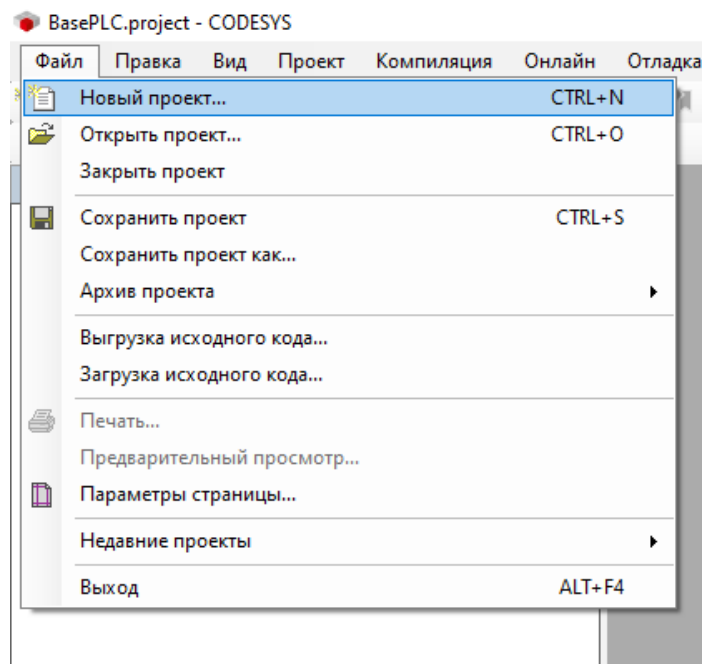 BasePLC.project - CODESYS
Файл Правка Вид Проект Компиляция Онлайн Отладка
Новый проект... CTRL+N
Открыть проект... CTRL+O
Закрыть проект
Сохранить проект CTRL+S
Сохранить проект как...
Архив проекта
Выгрузка исходного кода...
Загрузка исходного кода...
Печать...
Предварительный просмотр...
Параметры страницы...
Недавние проекты
Выход ALT+F4